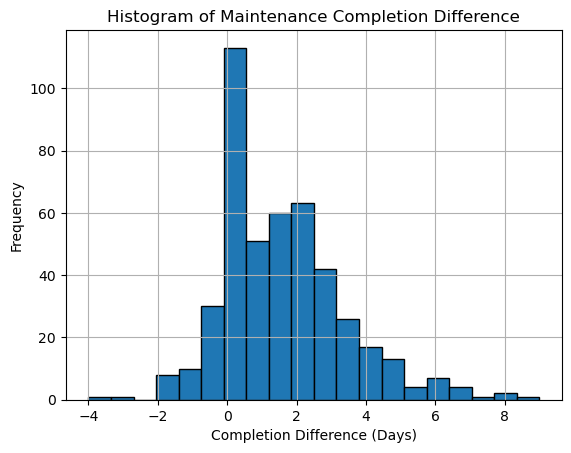 Histogram of Maintenance Completion Difference
Frequency
100
80
60
40
20
0
−4 −2 0 2 4 6 8
Completion Difference (Days)